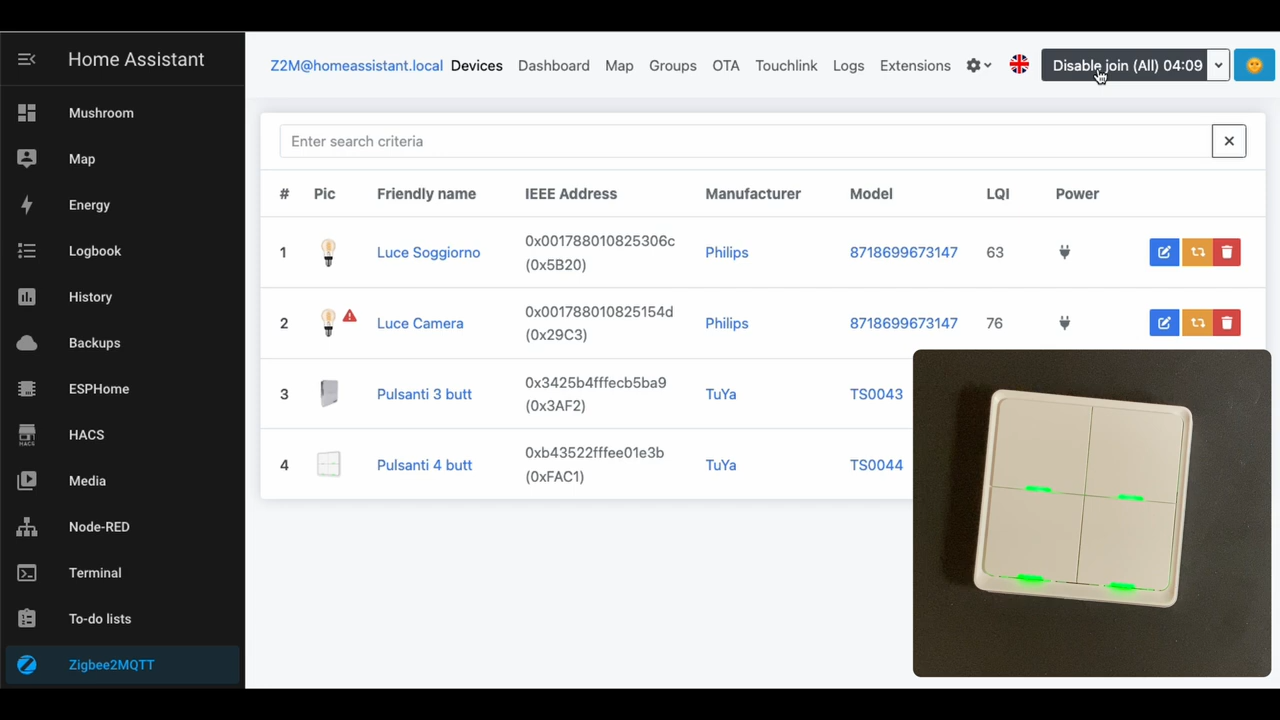 Home Assistant
Mushroom
Map
Energy
Logbook
History
Backups
ESPHome
HACS
HACS
Media
Node-RED
Terminal
To-do lists
Zigbee2MQTT
Z2M@homeassistant.local Devices Dashboard Map Groups OTA Touchlink Logs Extensions Disable join (All) 04:09
Enter search criteria
# Pic Friendly name IEEE Address Manufacturer Model LQI Power
1 Luce Soggiorno 0x001788010825306c Philips 8718699673147 63
(0x5B20)
2 Luce Camera 0x001788010825154d Philips 8718699673147 76
(0x29C3)
3 Pulsanti 3 butt 0x3425b4fffecb5ba9 TuYa TS0043
(0x3AF2)
4 Pulsanti 4 butt 0xb43522fffee01e3b TuYa TS0044
(0xFAC1)